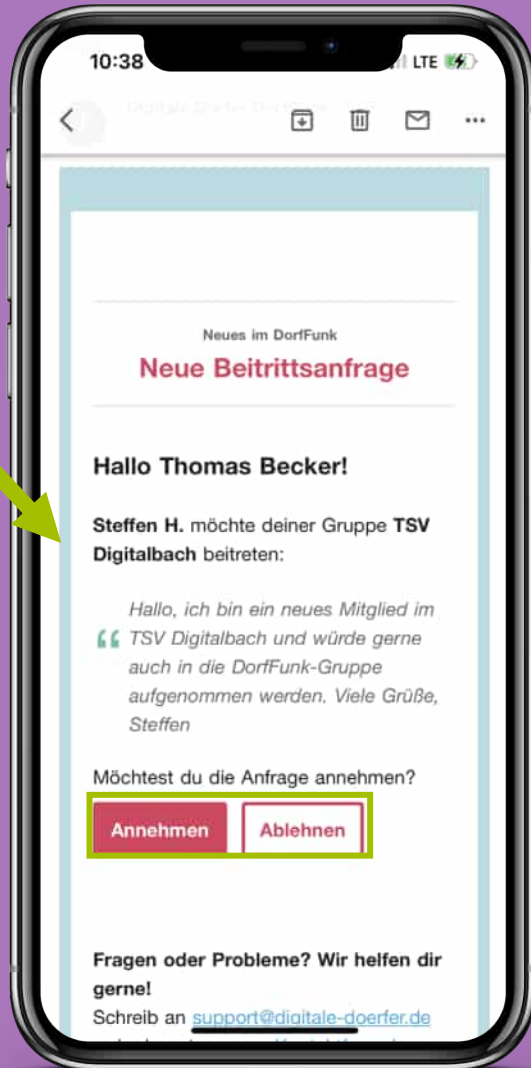 10:38
LTE
Neues im DorfFunk
Neue Beitrittsanfrage
Hallo Thomas Becker!
Steffen H. möchte deiner Gruppe TSV
Digitalbach beitreten:
Hallo, ich bin ein neues Mitglied im
TSV Digitalbach und würde gerne
auch in die DorfFunk-Gruppe
aufgenommen werden. Viele Grüße,
Steffen
Möchtest du die Anfrage annehmen?
Annehmen
Ablehnen
Fragen oder Probleme? Wir helfen dir
gerne!
Schreib an support@digitale-doerfer.de